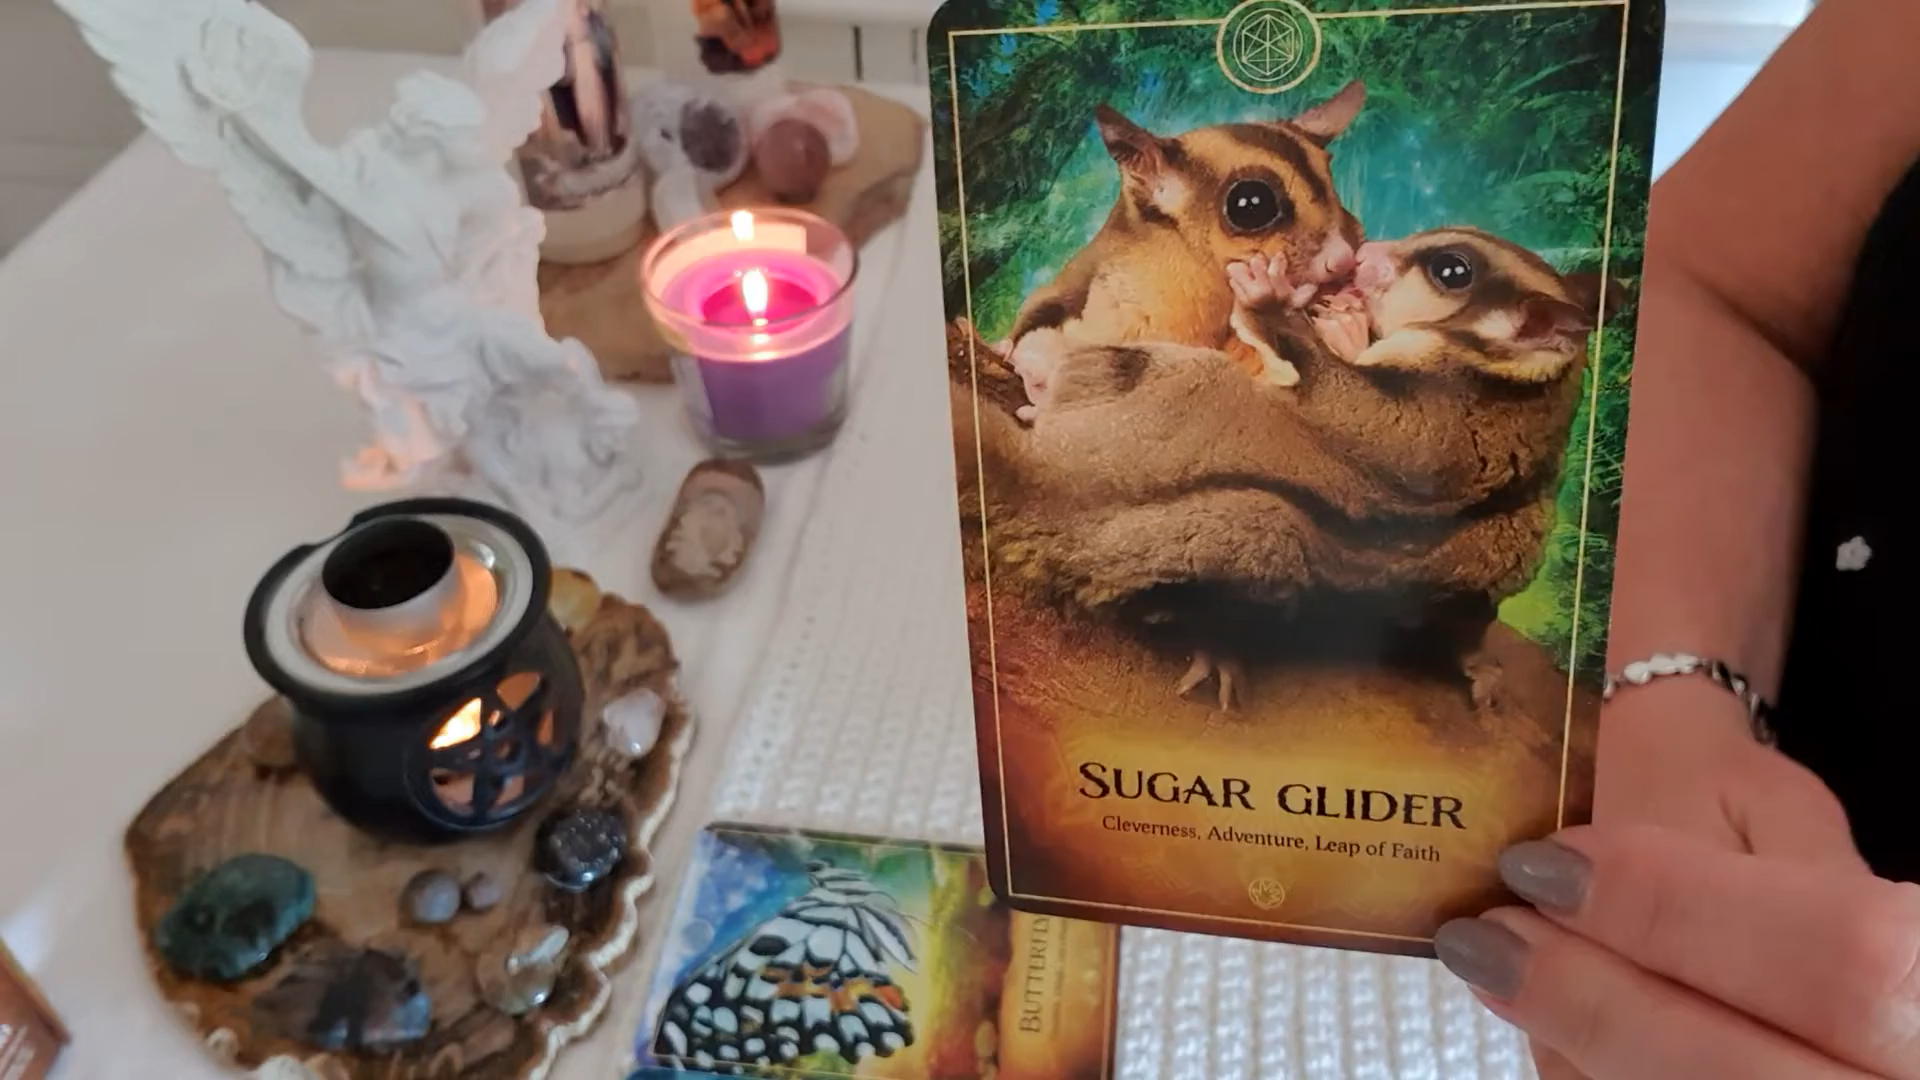 SUGAR GLIDER
Cleverness, Adventure, Leap of Faith
BUTTERFLY